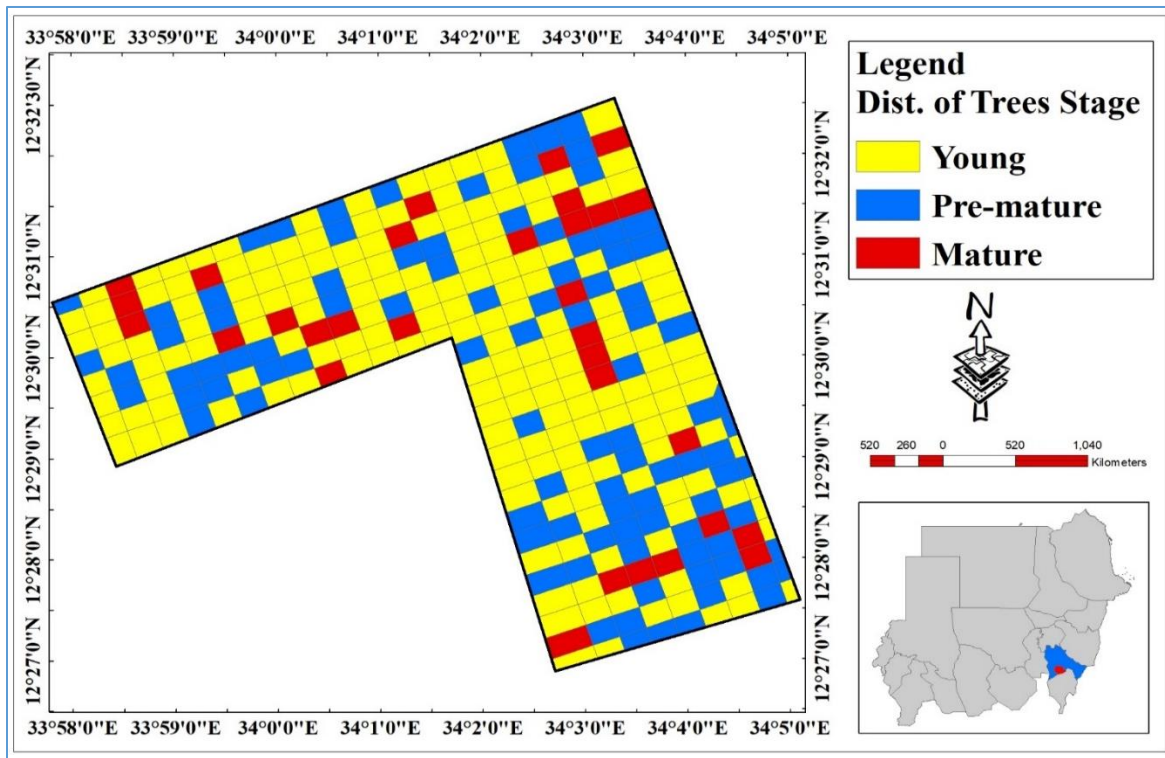 33°58'0"E 33°59'0"E 34°0'0"E 34°1'0"E 34°2'0"E 34°3'0"E 34°4'0"E 34°5'0"E
12°32'30"N
12°31'0"N
12°30'0"N
12°29'0"N
12°28'0"N
12°27'0"N
12°32'0"N
12°31'0"N
12°30'0"N
12°29'0"N
12°28'0"N
12°27'0"N
33°58'0"E 33°59'0"E 34°0'0"E 34°1'0"E 34°2'0"E 34°3'0"E 34°4'0"E 34°5'0"E
Legend
Dist. of Trees Stage
Young
Pre-mature
Mature
N
520 260 0 520 1,040
Kilometers